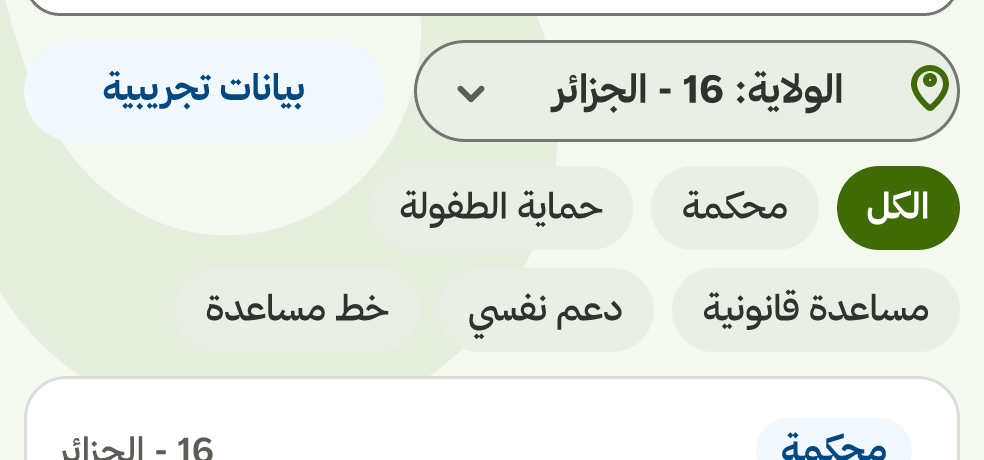 الولاية: 16 - الجزائر بيانات تجريبية
الكل محكمة حماية الطفولة
مساعدة قانونية دعم نفسي خط مساعدة
محكمة 16 - الجزائر